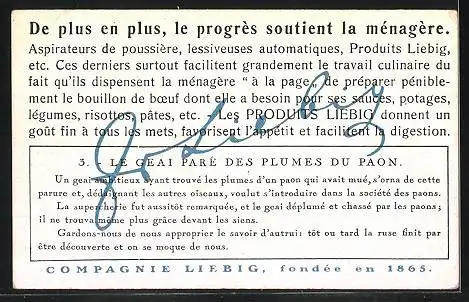 De plus en plus, le progrès soutient la ménagère.
Aspirateurs de poussière, lessiveuses automatiques, Produits Liebig,
etc. Ces derniers surtout facilitent grandement le travail culinaire du
fait qu'ils dispensent la ménagère "à la page", de préparer pénible-
ment le bouillon de bœuf dont elle a besoin pour ses sauces, potages,
légumes, risottos, pâtes, etc. - Les PRODUITS LIEBIG donnent un
goût fin à tous les mets, favorisent l'appétit et facilitent la digestion.
3. - LE GEAI PARÉ DES PLUMES DU PAON.
Un geai ambitieux ayant trouvé les plumes d'un paon qui avait mué, s'orna de cette
parure et, dédaignant les autres oiseaux, voulut s'introduire dans la société des paons.
La supercherie fut aussitôt remarquée, et le geai déplumé et chassé par les paons;
il ne trouva même plus grâce devant les siens.
Gardons-nous de nous approprier le savoir d'autrui: tôt ou tard la ruse finit par
être découverte et on se moque de nous.
COMPAGNIE LIEBIG, fondée en 1865.